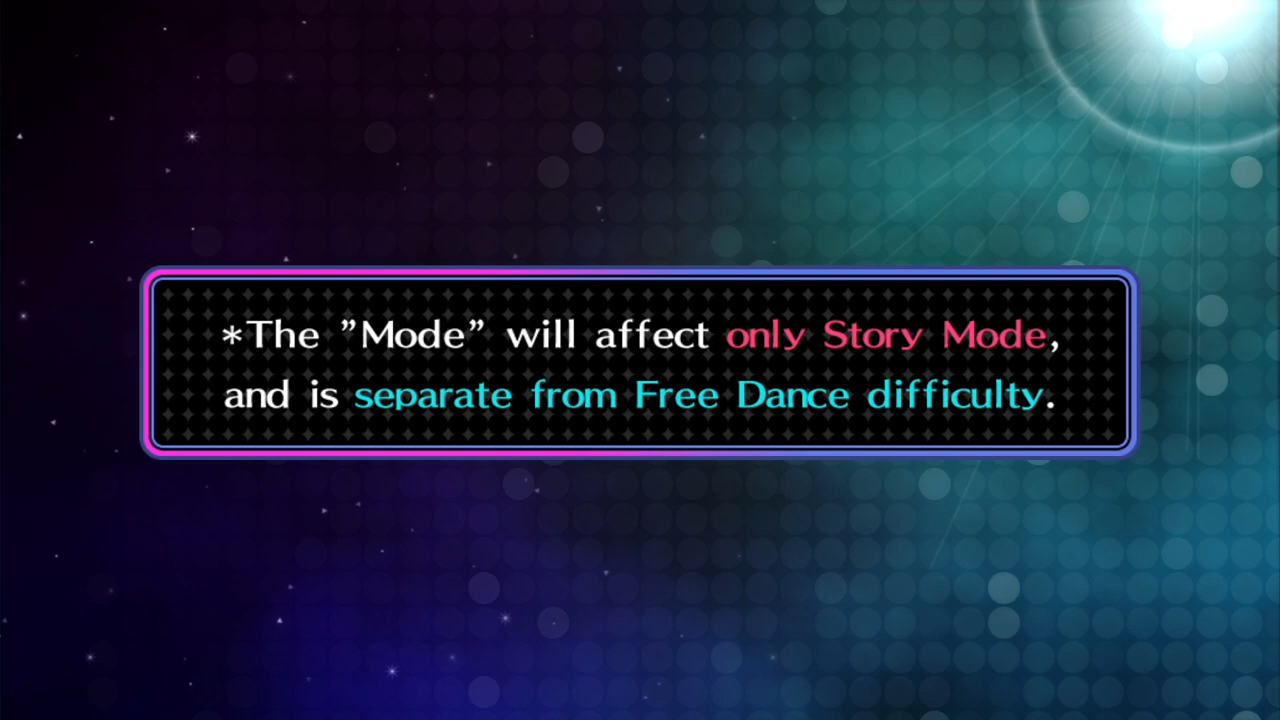 *The ”Mode” will affect only Story Mode,
and is separate from Free Dance difficulty.